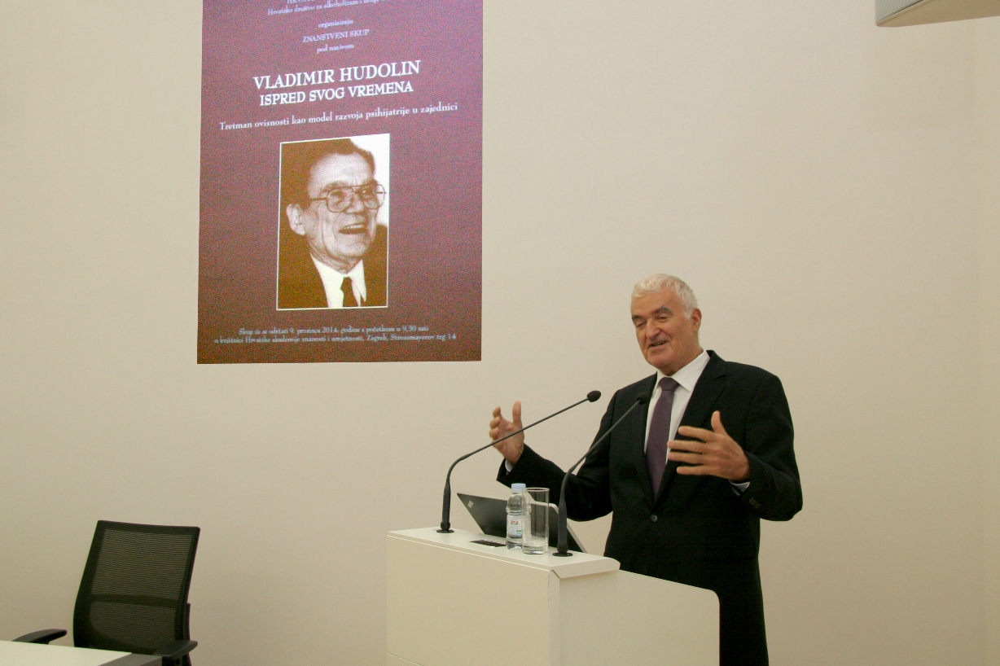 Hrvatsko društvo za alkoholizam i
organiziraju
ZNANSTVENI SKUP
pod nazivom
VLADIMIR HUDOLIN
ISPRED SVOG VREMENA
Tretman ovisnosti kao model razvoja psihijatrije u zajednici
Skup će se održati 9. prosinca 2014. godine s početkom u 9,30 sati
u knjižnici Hrvatske akademije znanosti i umjetnosti, Zagreb, Strossmayerov trg 14